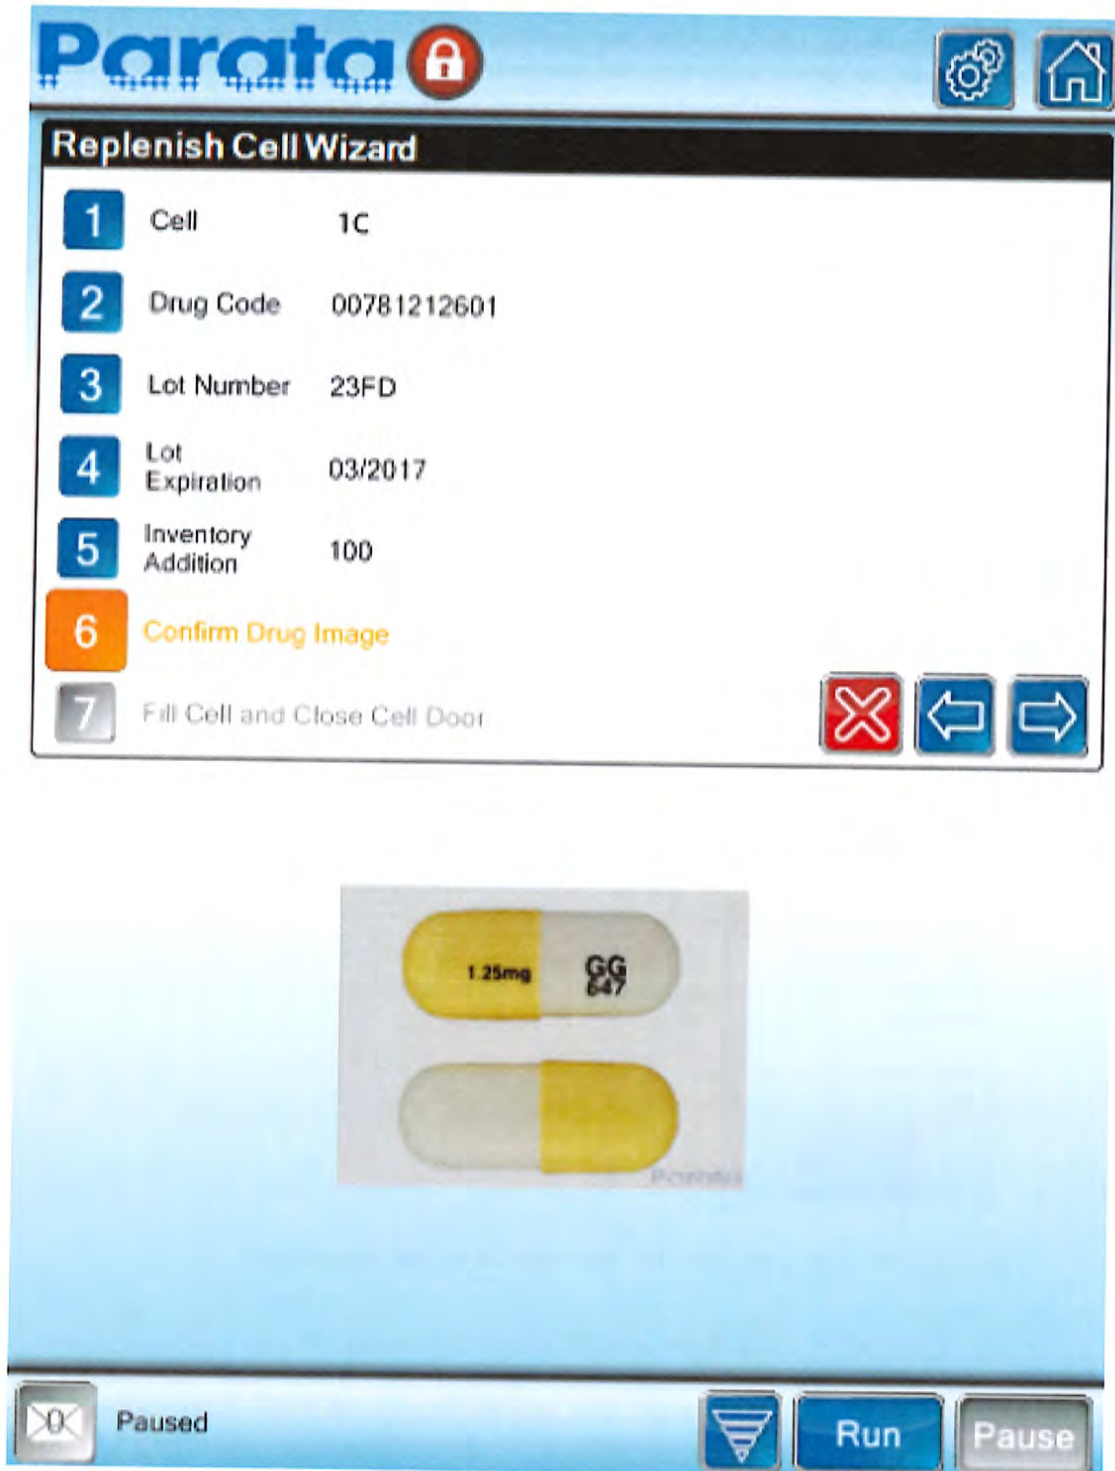 Parata
Replenish Cell Wizard
1 Cell 1C
2 Drug Code 00781212601
3 Lot Number 23FD
4 Lot Expiration 03/2017
5 Inventory Addition 100
6 Confirm Drug Image
7 Fill Cell and Close Cell Door
1.25mg GG
647
Parata
0 Paused Run Pause